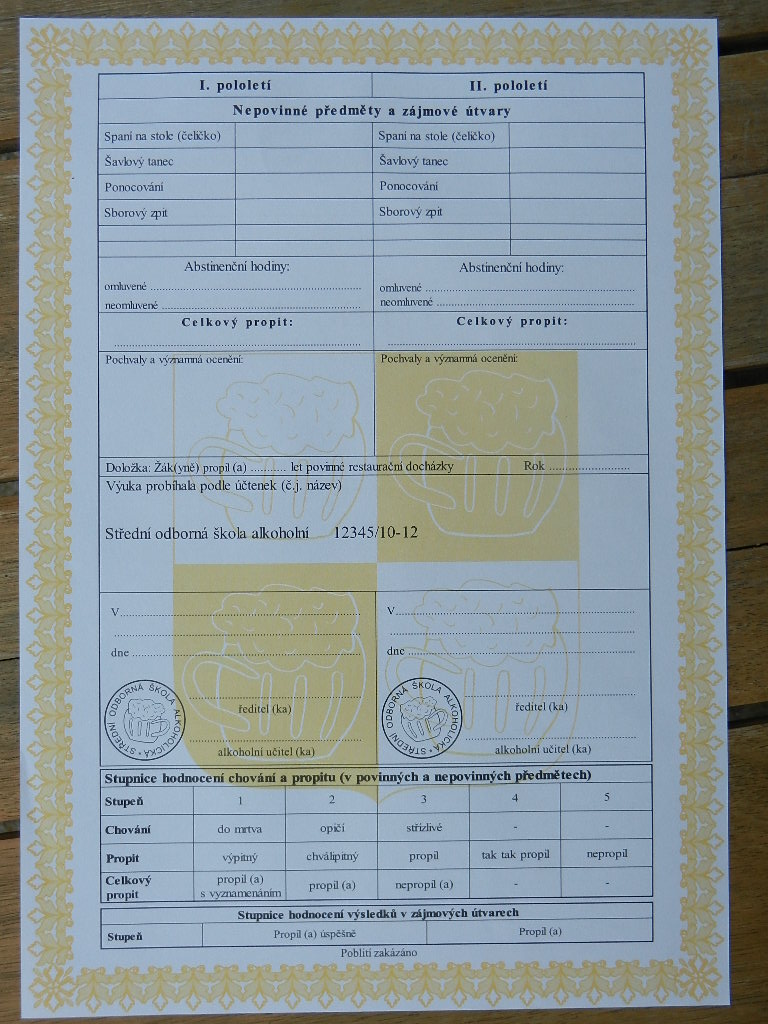 I. pololetí II. pololetí
Nepovinné předměty a zájmové útvary
Spaní na stole (čelíčko) Spaní na stole (čelíčko)
Šavlový tanec Šavlový tanec
Ponocování Ponocování
Sborový zpit Sborový zpit
Abstinenční hodiny: Abstinenční hodiny:
omluvené omluvené
neomluvené neomluvené
Celkový propit: Celkový propit:
Pochvaly a významná ocenění: Pochvaly a významná ocenění:
Doložka: Žák(yně) propil (a) ............ let povinné restaurační docházky Rok
Výuka probíhala podle účtenek (č.j. název)
Střední odborná škola alkoholní 12345/10-12
V V
dne dne
STŘEDNÍ ODBORNÁ ŠKOLA ALKOHOLICKÁ STŘEDNÍ ODBORNÁ ŠKOLA ALKOHOLICKÁ
ředitel (ka) ředitel (ka)
alkoholní učitel (ka) alkoholní učitel (ka)
Stupnice hodnocení chování a propitu (v povinných a nepovinných předmětech)
Stupeň 1 2 3 4 5
Chování do mrtva opičí střízlivé - -
Propit výpitný chválipitný propil tak tak propil nepropil
Celkový propit propil (a) s vyznamenáním propil (a) nepropil (a) - -
Stupnice hodnocení výsledků v zájmových útvarech
Stupeň Propil (a) úspěšně Propil (a)
Poblití zakázáno